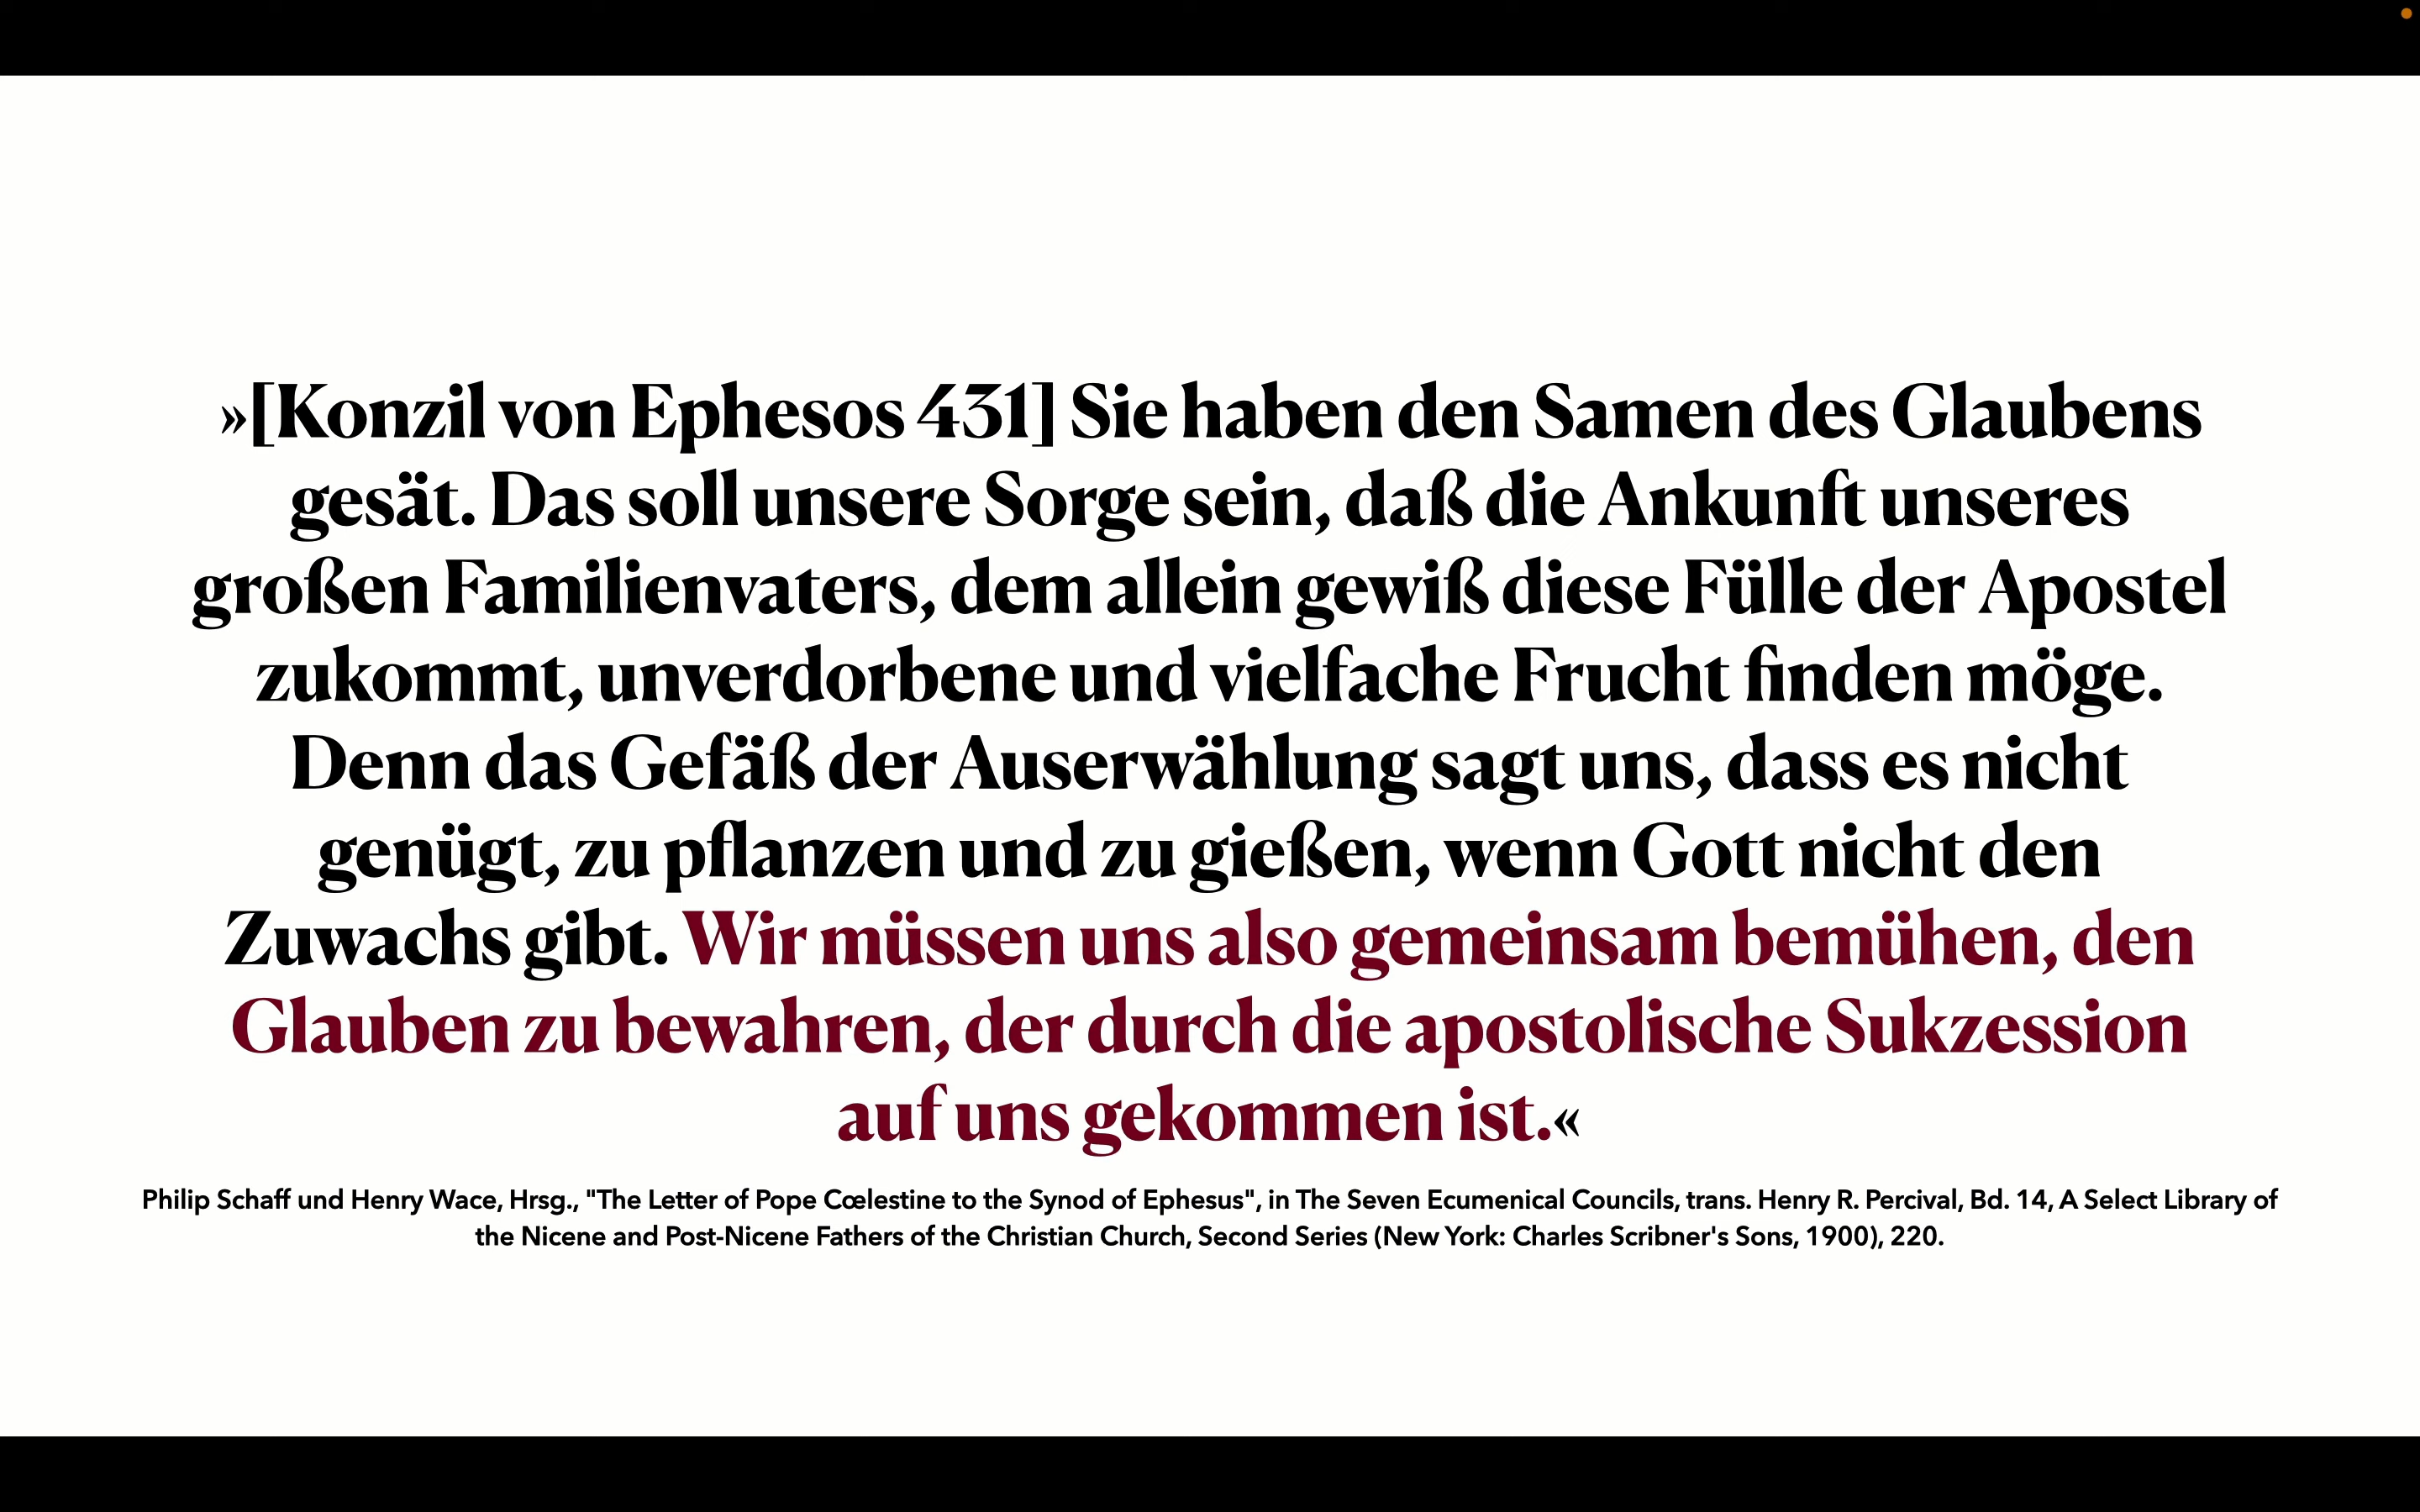 »[Konzil von Ephesos 431] Sie haben den Samen des Glaubens
gesät. Das soll unsere Sorge sein, daß die Ankunft unseres
großen Familienvaters, dem allein gewiß diese Fülle der Apostel
zukommt, unverdorbene und vielfache Frucht finden möge.
Denn das Gefäß der Auserwählung sagt uns, dass es nicht
genügt, zu pflanzen und zu gießen, wenn Gott nicht den
Zuwachs gibt. Wir müssen uns also gemeinsam bemühen, den
Glauben zu bewahren, der durch die apostolische Sukzession
auf uns gekommen ist.«
Philip Schaff und Henry Wace, Hrsg., "The Letter of Pope Cœlestine to the Synod of Ephesus", in The Seven Ecumenical Councils, trans. Henry R. Percival, Bd. 14, A Select Library of
the Nicene and Post-Nicene Fathers of the Christian Church, Second Series (New York: Charles Scribner's Sons, 1900), 220.